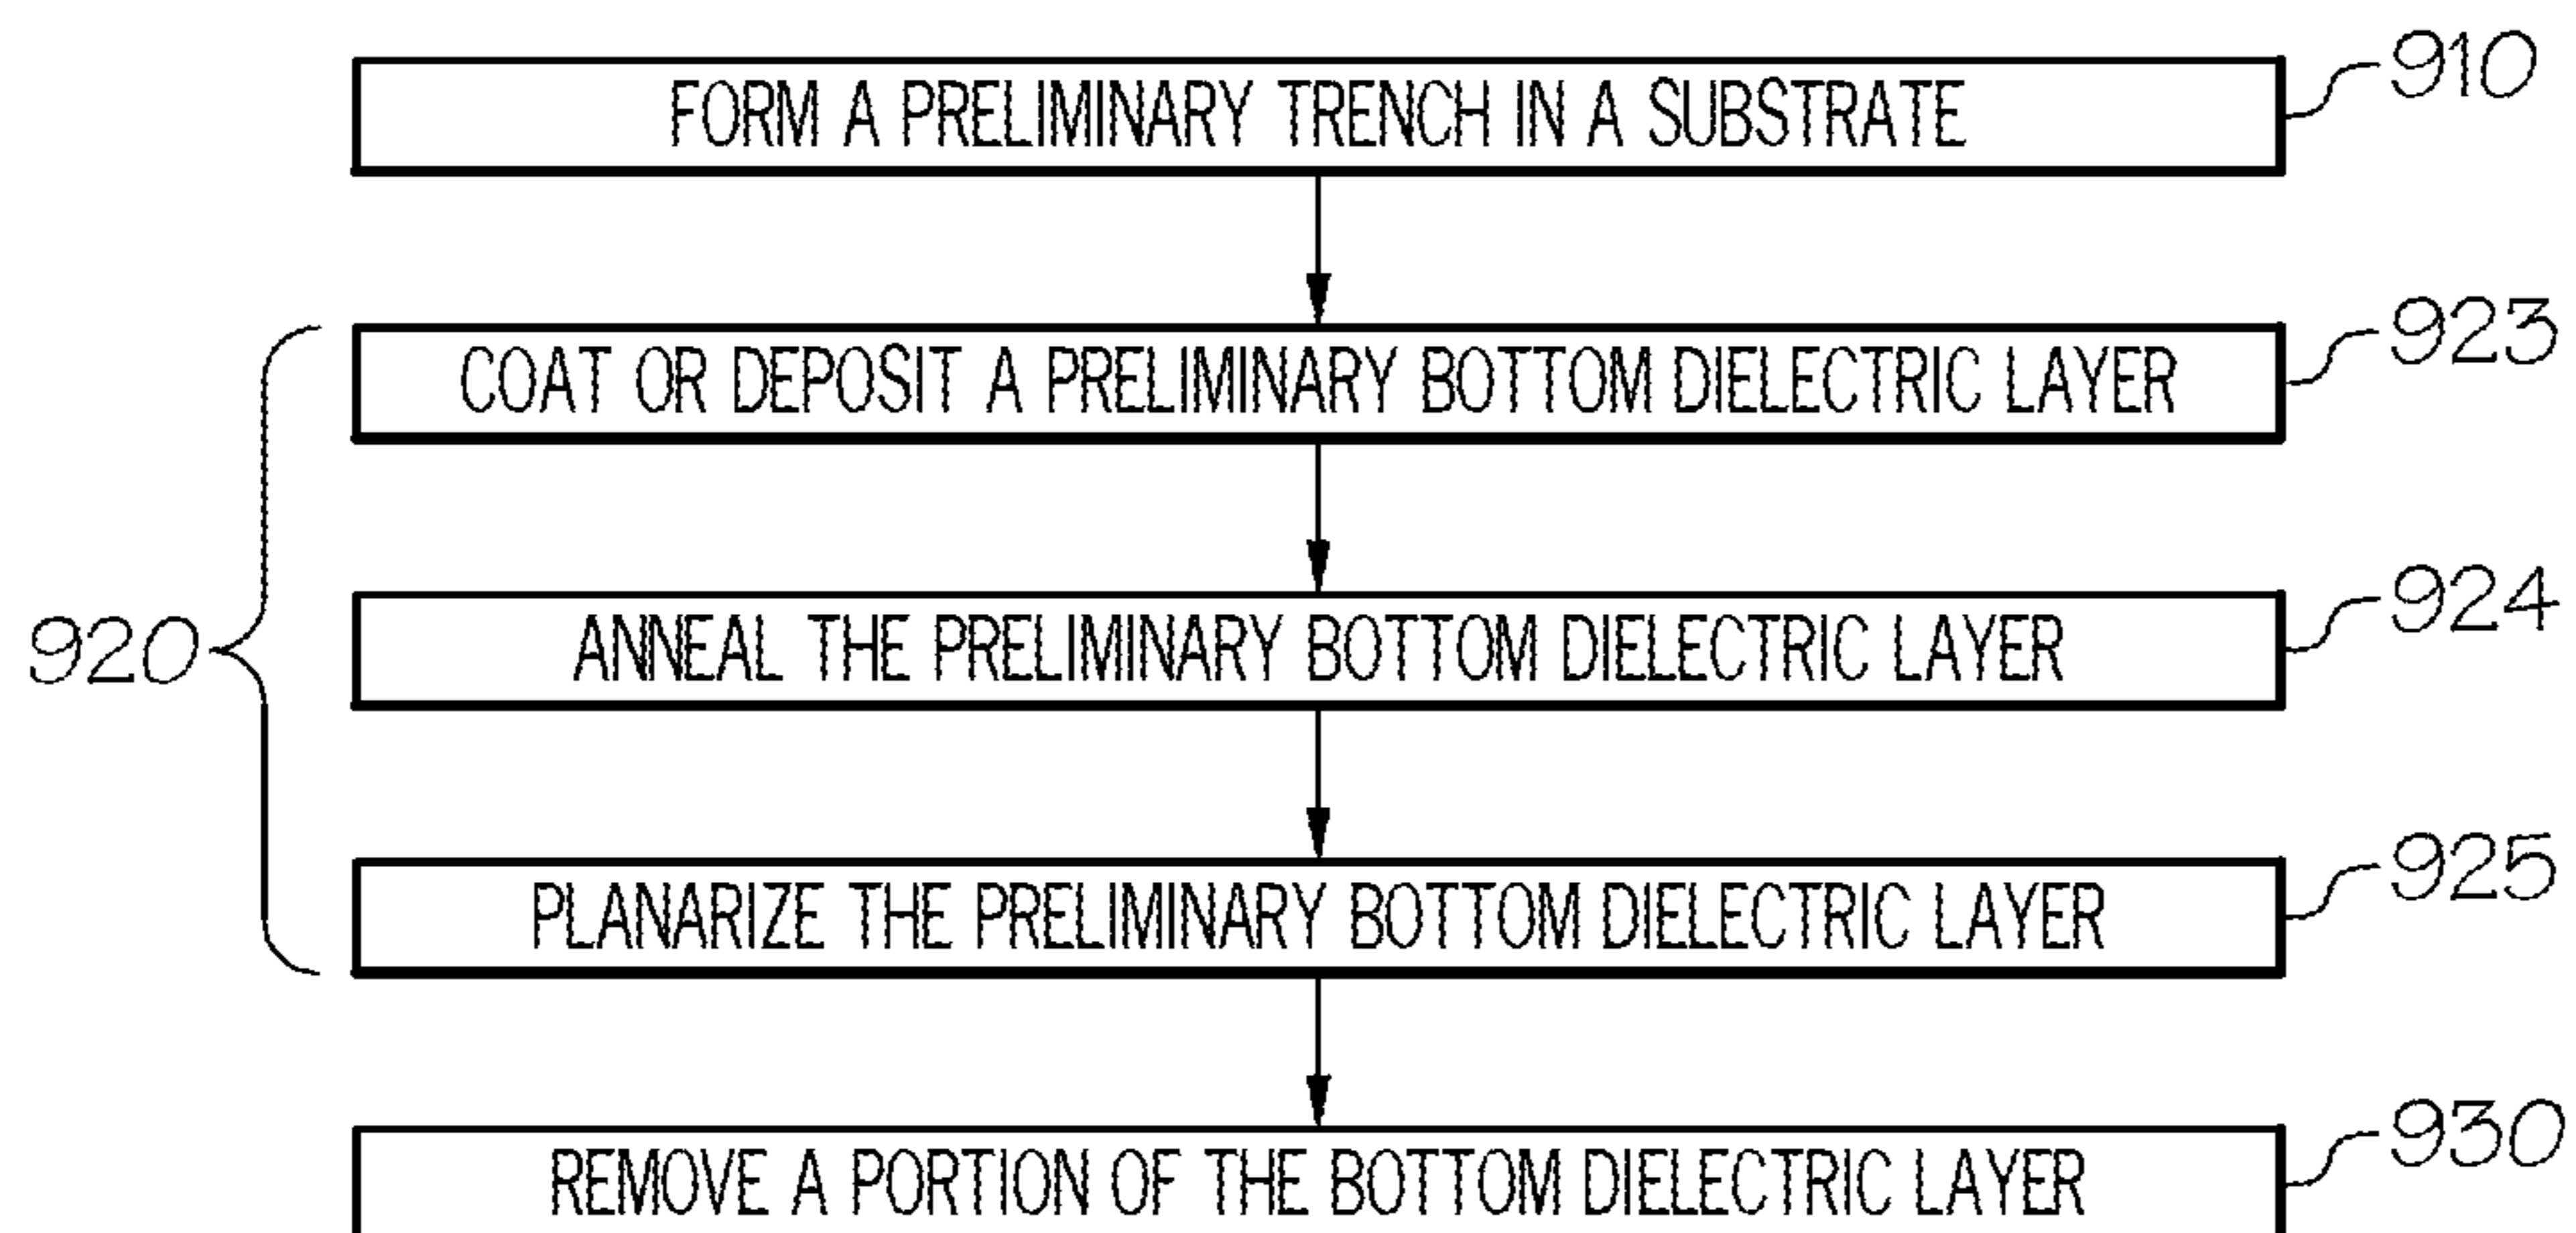 FORM A PRELIMINARY TRENCH IN A SUBSTRATE
910
COAT OR DEPOSIT A PRELIMINARY BOTTOM DIELECTRIC LAYER
923
920
ANNEAL THE PRELIMINARY BOTTOM DIELECTRIC LAYER
924
PLANARIZE THE PRELIMINARY BOTTOM DIELECTRIC LAYER
925
REMOVE A PORTION OF THE BOTTOM DIELECTRIC LAYER
930